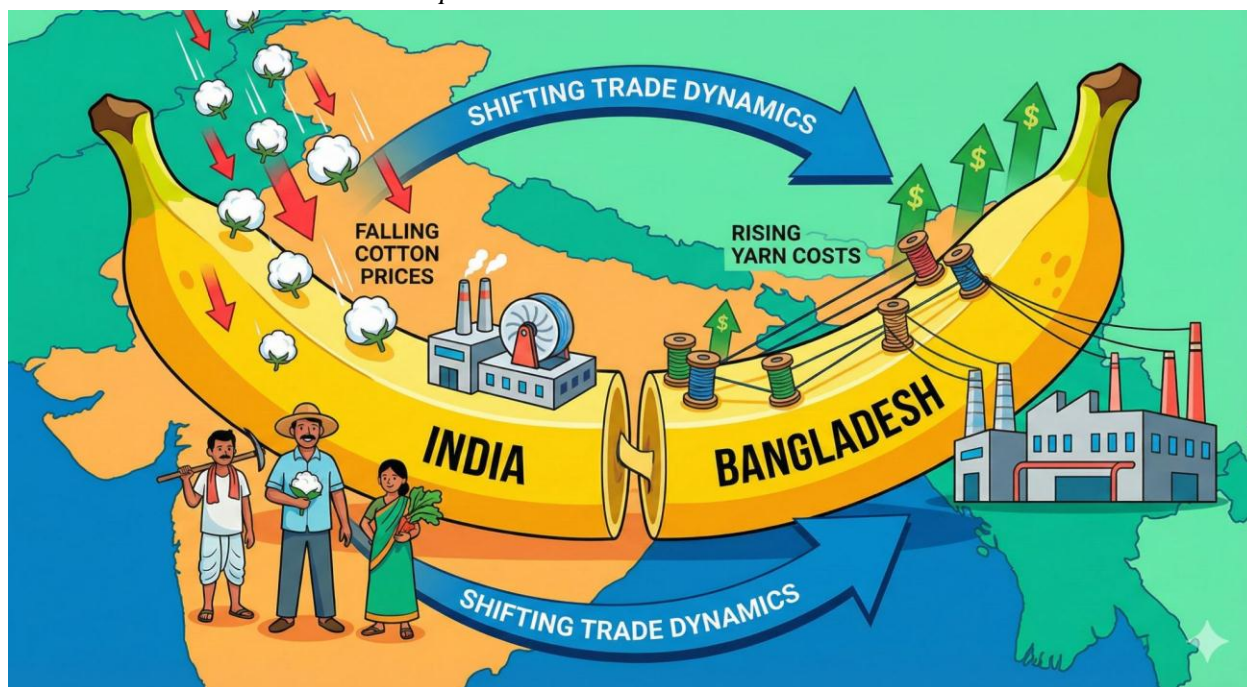 p
SHIFTING TRADE DYNAMICS
FALLING
COTTON
PRICES
RISING
YARN COSTS
$
$
$
$
INDIA
BANGLADESH
SHIFTING TRADE DYNAMICS